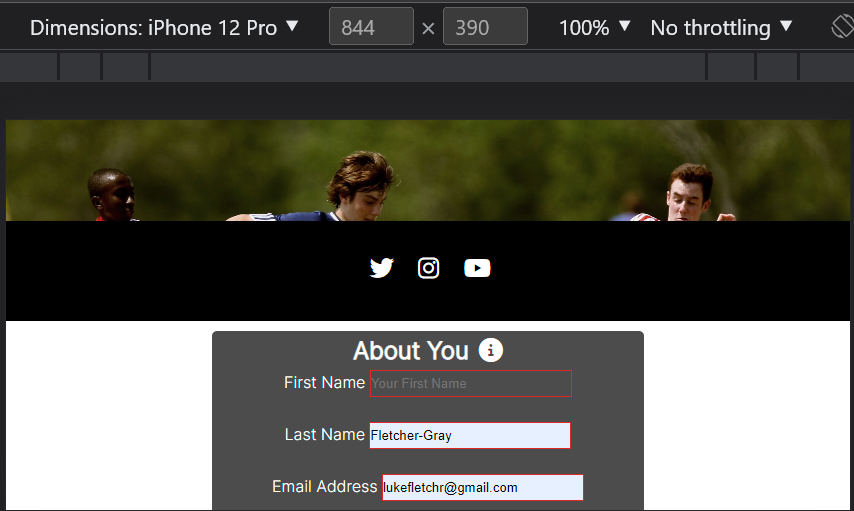 Dimensions: iPhone 12 Pro ▼ 844 × 390 100% ▼ No throttling ▼
About You
First Name Your First Name
Last Name Fletcher-Gray
Email Address lukefletchr@gmail.com